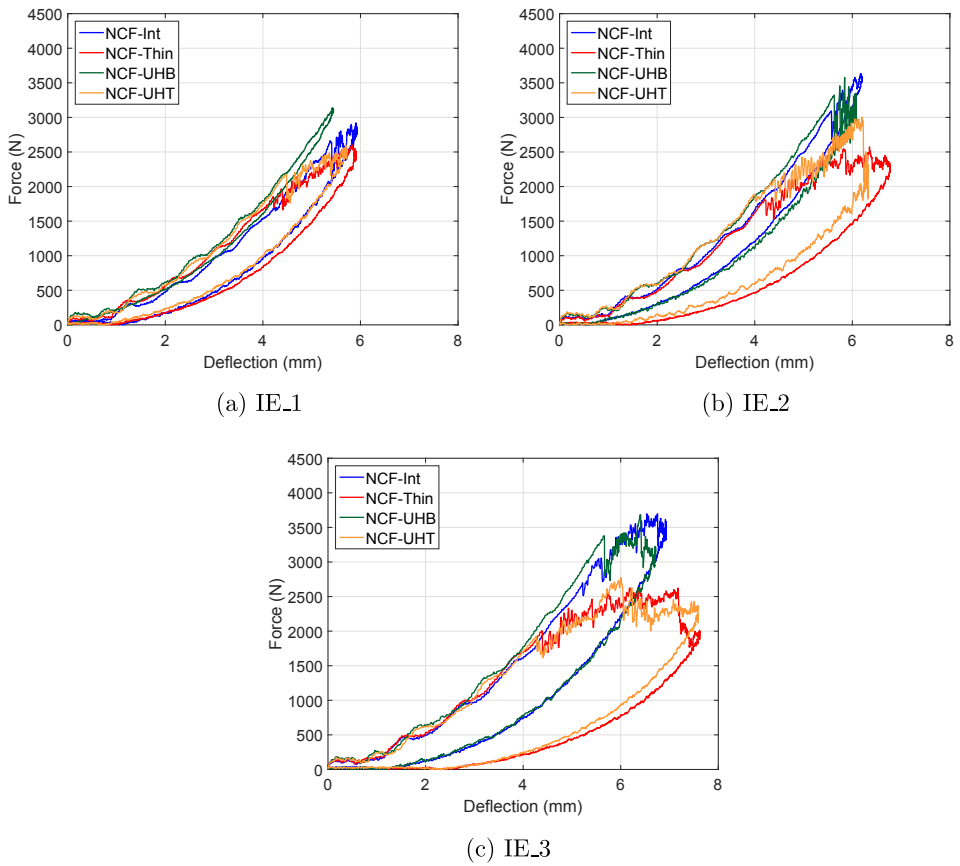 4500
4000
3500
3000
2500
2000
1500
1000
500
0
Force (N)
NCF-Int
NCF-Thin
NCF-UHB
NCF-UHT
0 2 4 6 8
Deflection (mm)
(a) IE_1
4500
4000
3500
3000
2500
2000
1500
1000
500
0
Force (N)
NCF-Int
NCF-Thin
NCF-UHB
NCF-UHT
0 2 4 6 8
Deflection (mm)
(b) IE_2
4500
4000
3500
3000
2500
2000
1500
1000
500
0
Force (N)
NCF-Int
NCF-Thin
NCF-UHB
NCF-UHT
0 2 4 6 8
Deflection (mm)
(c) IE_3